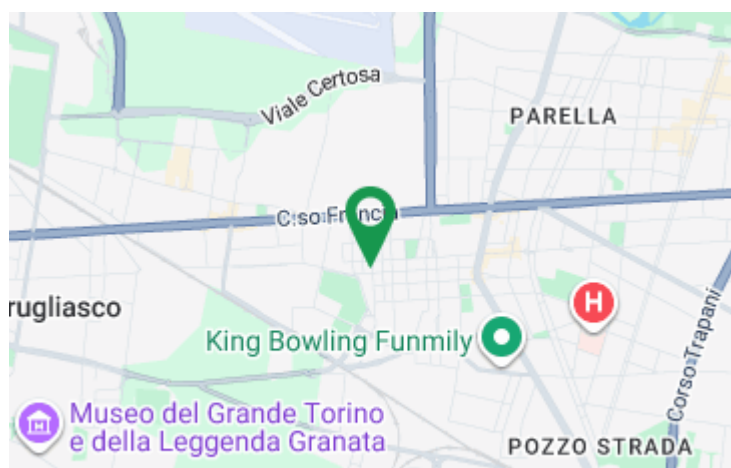 Viale Certosa
PARELLA
C.so Francia
rugliasco
H
King Bowling Funmily
Corso Trapani
Museo del Grande Torino
e della Leggenda Granata
POZZO STRADA